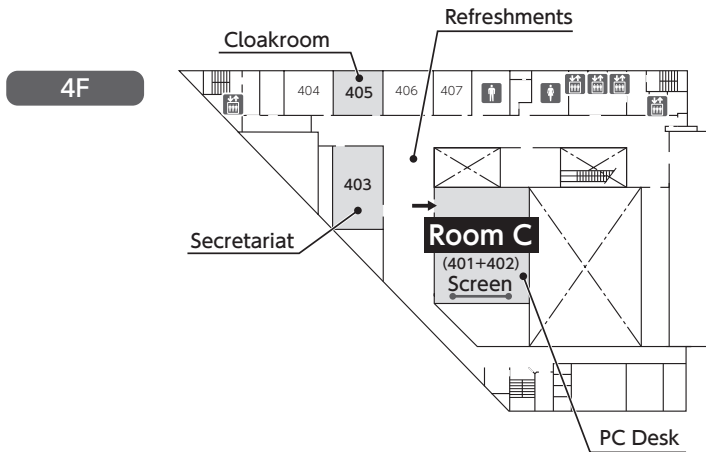 Refreshments
Cloakroom
4F
404
405
406
407
403
Secretariat
Room C
(401+402)
Screen
PC Desk